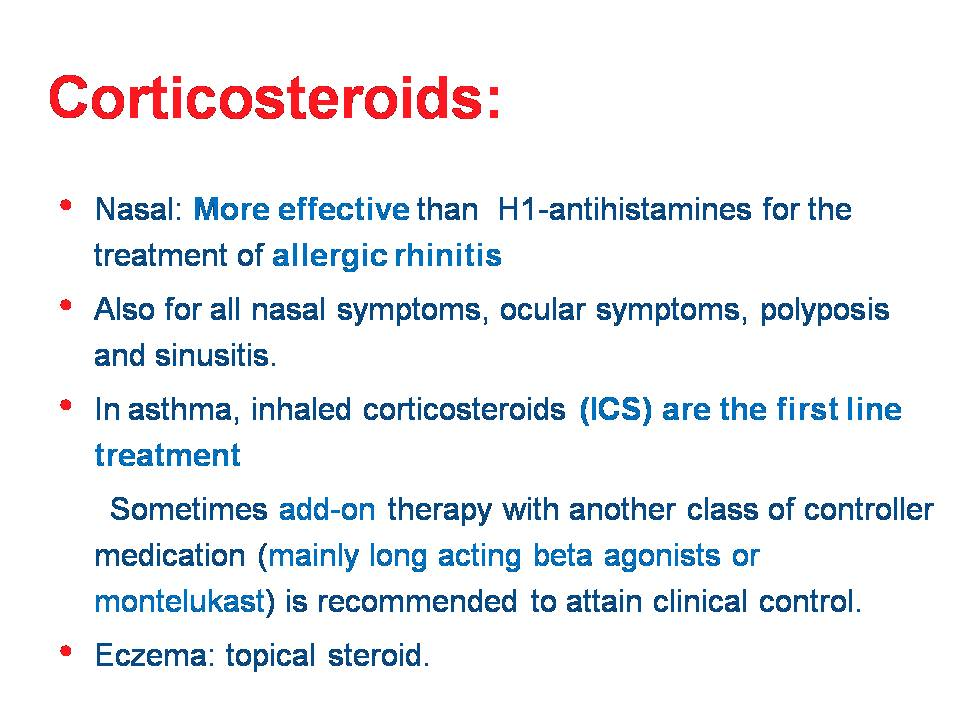 Corticosteroids:
• Nasal: More effective than H1-antihistamines for the
treatment of allergic rhinitis
• Also for all nasal symptoms, ocular symptoms, polyposis
and sinusitis.
• In asthma, inhaled corticosteroids (ICS) are the first line
treatment
Sometimes add-on therapy with another class of controller
medication (mainly long acting beta agonists or
montelukast) is recommended to attain clinical control.
• Eczema: topical steroid.